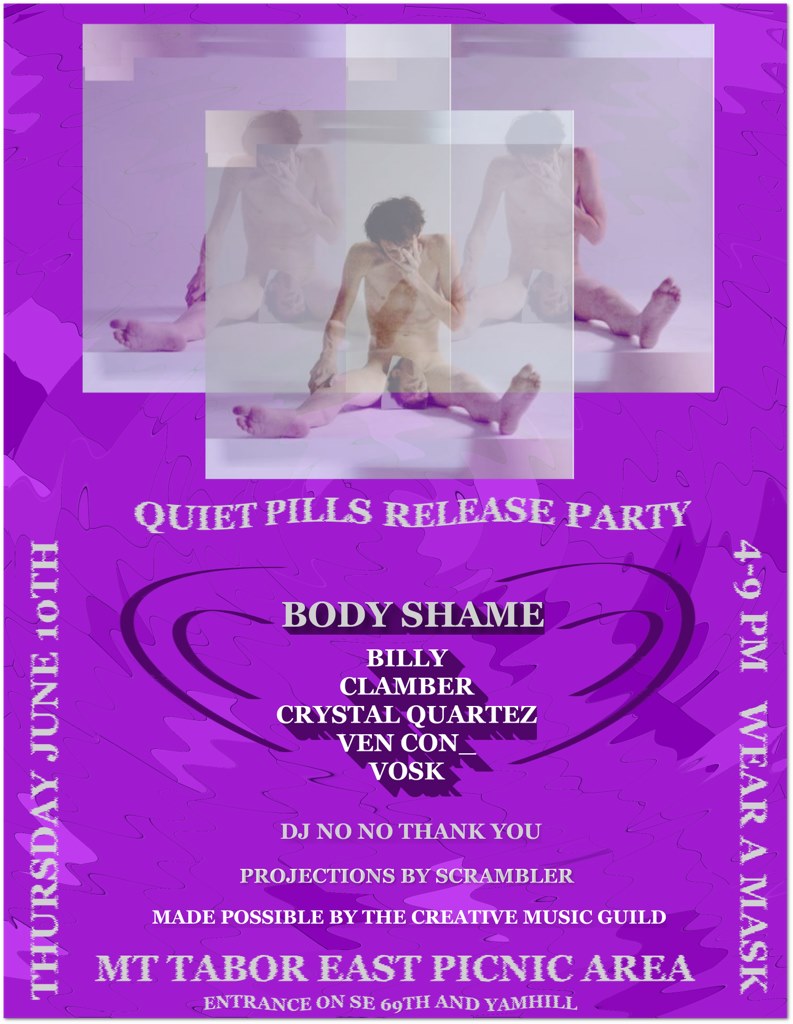 QUIET PILLS RELEASE PARTY
THURSDAY JUNE 10TH
4-9 PM WEAR A MASK
BODY SHAME
BILLY
CLAMBER
CRYSTAL QUARTEZ
VEN CON_
VOSK
DJ NO NO THANK YOU
PROJECTIONS BY SCRAMBLER
MADE POSSIBLE BY THE CREATIVE MUSIC GUILD
MT TABOR EAST PICNIC AREA
ENTRANCE ON SE 69TH AND YAMHILL